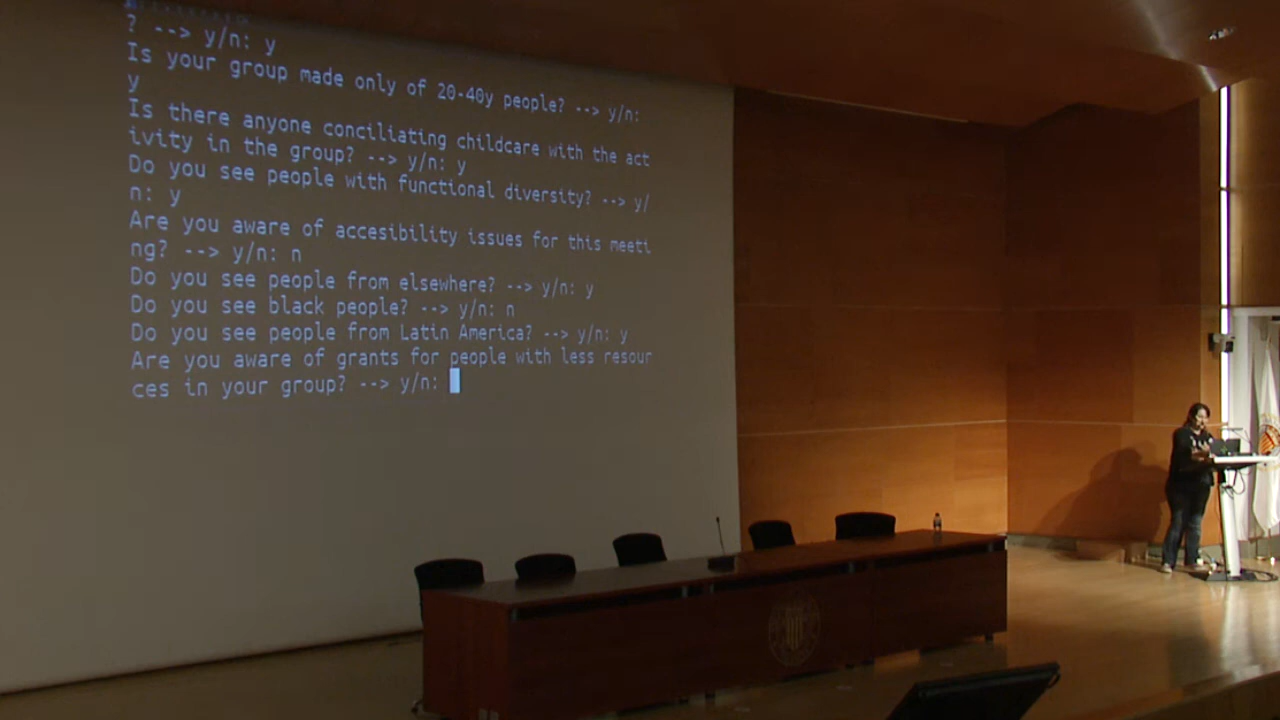 ? --> y/n: y
Is your group made only of 20-40y people? --> y/n:
y
Is there anyone conciliating childcare with the act
ivity in the group? --> y/n: y
Do you see people with functional diversity? --> y/
n: y
Are you aware of accesibility issues for this meeti
ng? --> y/n: n
Do you see people from elsewhere? --> y/n: y
Do you see black people? --> y/n: n
Do you see people from Latin America? --> y/n: y
Are you aware of grants for people with less resour
ces in your group? --> y/n: